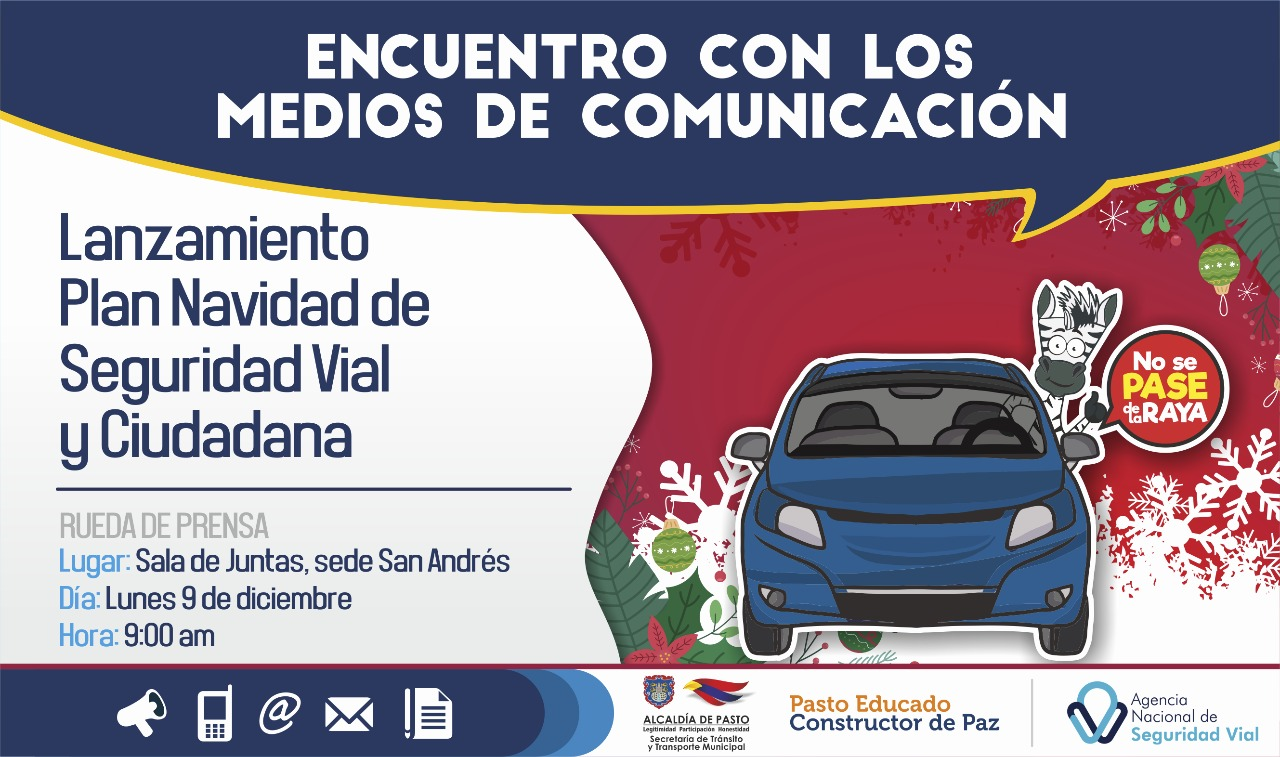 ENCUENTRO CON LOS
MEDIOS DE COMUNICACIÓN
Lanzamiento
Plan Navidad de
Seguridad Vial
y Ciudadana
RUEDA DE PRENSA
Lugar: Sala de Juntas, sede San Andrés
Día: Lunes 9 de diciembre
Hora: 9:00 am
No se
PASE
de la RAYA
ALCALDÍA DE PASTO
Legitimidad Participación Honestidad
Secretaría de Tránsito
y Transporte Municipal
Pasto Educado
Constructor de Paz
Agencia
Nacional de
Seguridad Vial